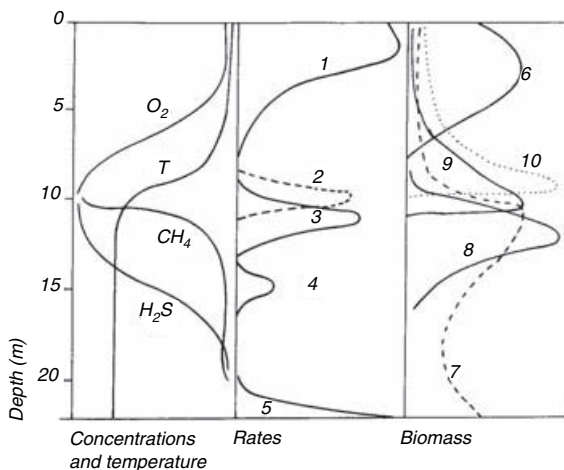 0
5
10
15
20
Depth (m)
O2
T
CH4
H2S
1
2
3
4
5
6
9
10
8
7
Concentrations
and temperature
Rates
Biomass